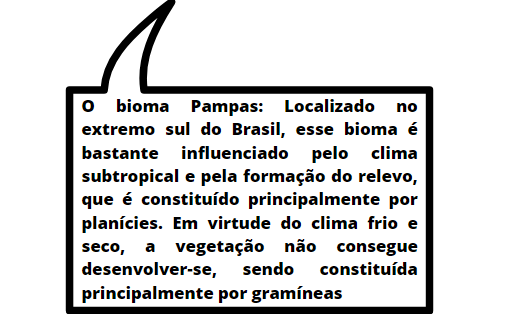 O bioma Pampas: Localizado no
extremo sul do Brasil, esse bioma é
bastante influenciado pelo clima
subtropical e pela formação do relevo,
que é constituído principalmente por
planícies. Em virtude do clima frio e
seco, a vegetação não consegue
desenvolver-se, sendo constituída
principalmente por gramíneas